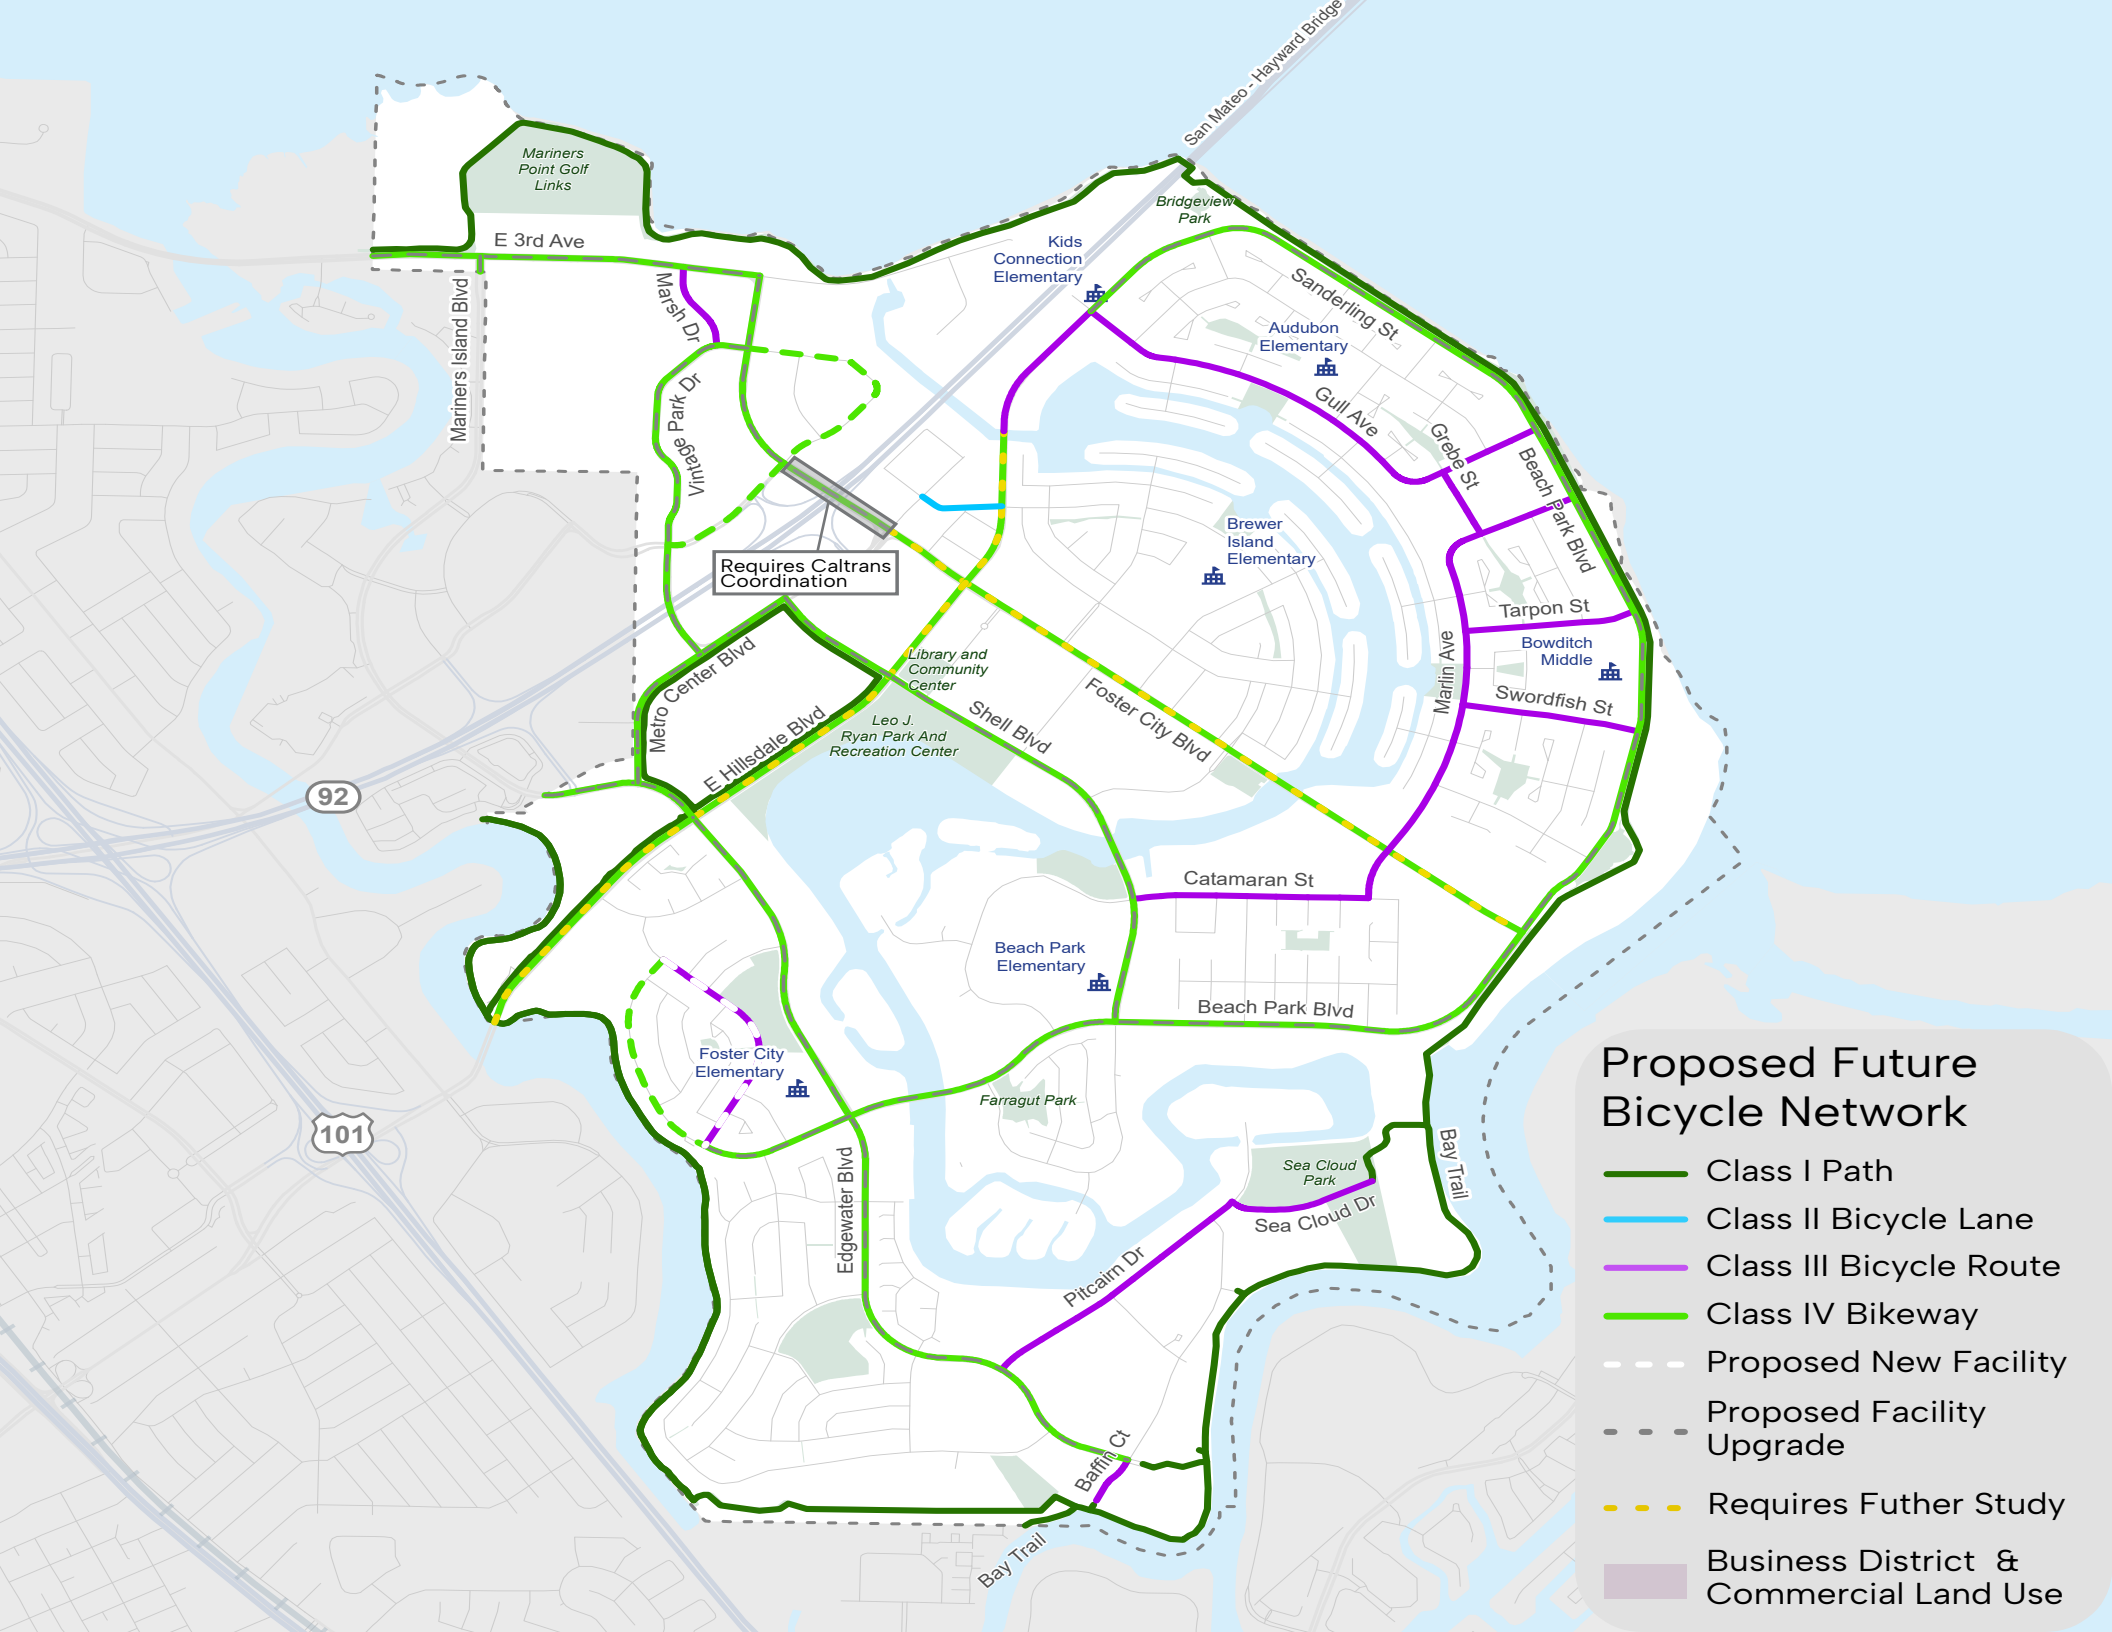 San Mateo - Hayward Bridge
Mariners
Point Golf
Links
E 3rd Ave
Bridgeview
Park
Kids
Connection
Elementary
Marsh Dr
Mariners Island Blvd
Sanderling St
Audubon
Elementary
Gull Ave
Grebe St
Vintage Park Dr
Beach Park Blvd
Brewer
Island
Elementary
Requires Caltrans
Coordination
Tarpon St
Bowditch
Middle
Marlin Ave
Swordfish St
Metro Center Blvd
Library and
Community
Center
E Hillsdale Blvd
Leo J.
Ryan Park And
Recreation Center
Shell Blvd
Foster City Blvd
92
Catamaran St
Beach Park
Elementary
Beach Park Blvd
Foster City
Elementary
Farragut Park
101
Edgewater Blvd
Bay Trail
Sea Cloud
Park
Sea Cloud Dr
Pitcairn Dr
Baffin Ct
Bay Trail
Proposed Future
Bicycle Network
Class I Path
Class II Bicycle Lane
Class III Bicycle Route
Class IV Bikeway
Proposed New Facility
Proposed Facility
Upgrade
Requires Futher Study
Business District &
Commercial Land Use